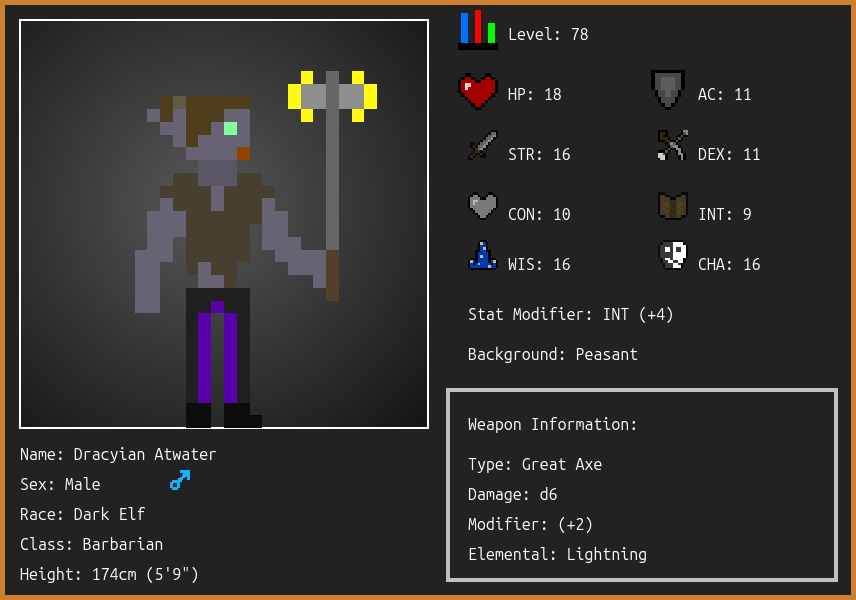 Level: 78
HP: 18
AC: 11
STR: 16
DEX: 11
CON: 10
INT: 9
WIS: 16
CHA: 16
Stat Modifier: INT (+4)
Background: Peasant
Weapon Information:
Type: Great Axe
Damage: d6
Modifier: (+2)
Elemental: Lightning
Name: Dracyian Atwater
Sex: Male
Race: Dark Elf
Class: Barbarian
Height: 174cm (5'9")